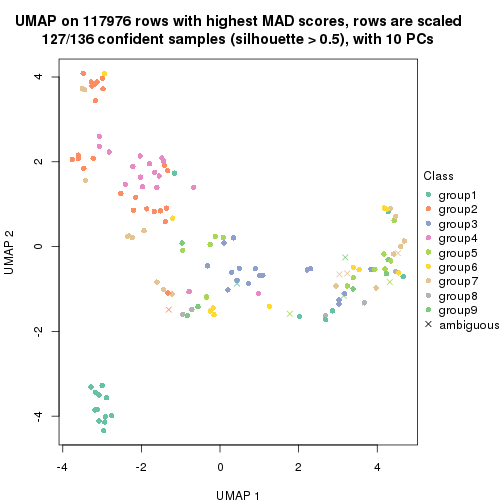 UMAP on 117976 rows with highest MAD scores, rows are scaled
127/136 confident samples (silhouette > 0.5), with 10 PCs
4
2
0
-2
-4
UMAP 2
-4
-2
0
2
4
UMAP 1
Class
group1
group2
group3
group4
group5
group6
group7
group8
group9
ambiguous